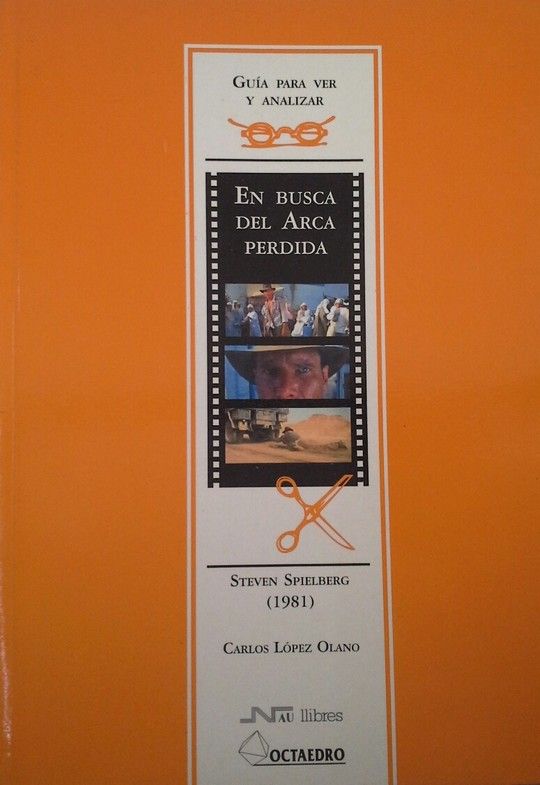 Guía para ver
y analizar
En busca
del Arca
perdida
Steven Spielberg
(1981)
Carlos López Olano
NAU llibres
OCTAEDRO